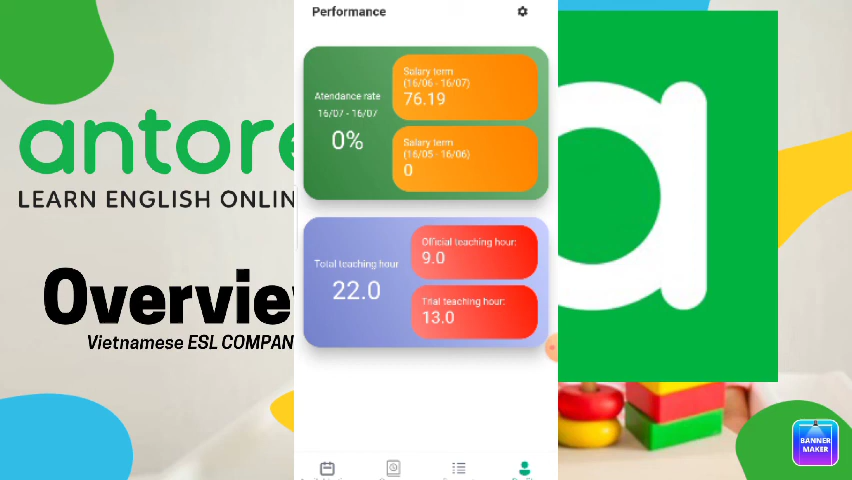 Performance
Atendance rate
16/07 - 16/07
0%
Salary term
(16/06 - 16/07)
76.19
Salary term
(16/05 - 16/06)
0
Total teaching hour
22.0
Official teaching hour:
9.0
Trial teaching hour:
13.0
antore
LEARN ENGLISH ONLIN
Overvie
Vietnamese ESL COMPAN
a
BANNER
MAKER